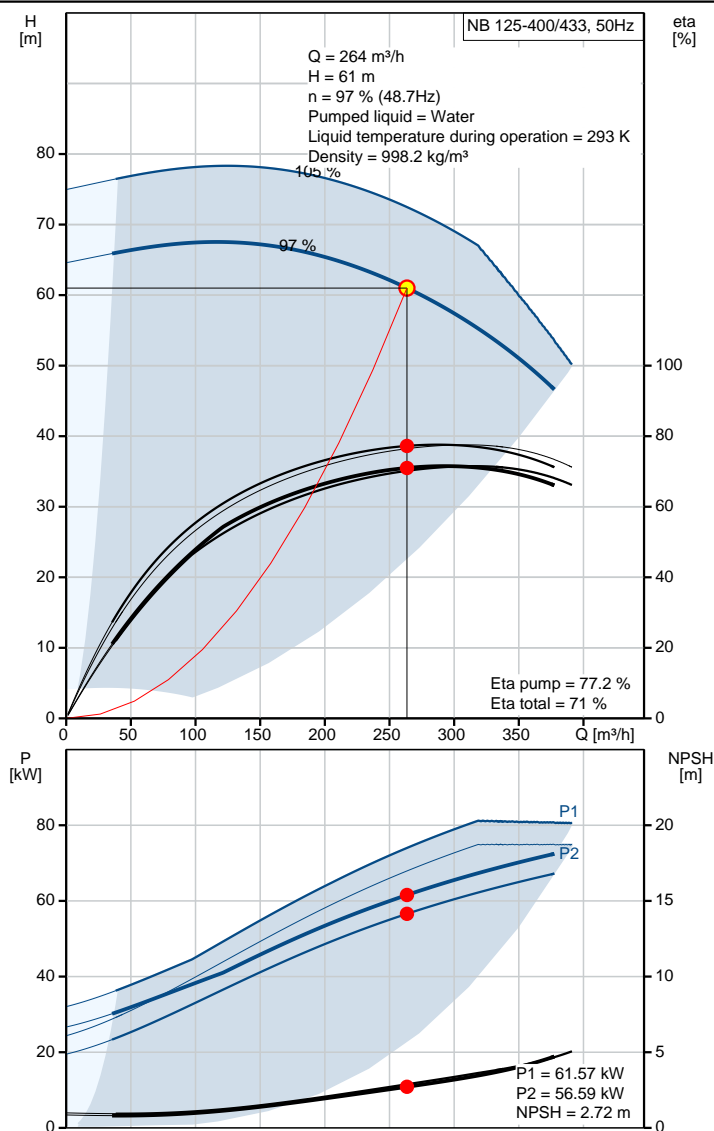 H
[m]
NB 125-400/433, 50Hz
eta
[%]
Q = 264 m³/h
H = 61 m
n = 97 % (48.7Hz)
Pumped liquid = Water
Liquid temperature during operation = 293 K
Density = 998.2 kg/m³
105 %
97 %
80
70
60
50
40
30
20
10
0
100
80
60
40
20
0
Eta pump = 77.2 %
Eta total = 71 %
0
50
100
150
200
250
300
350
Q [m³/h]
P
[kW]
NPSH
[m]
P1
P2
80
60
40
20
0
20
15
10
5
0
P1 = 61.57 kW
P2 = 56.59 kW
NPSH = 2.72 m